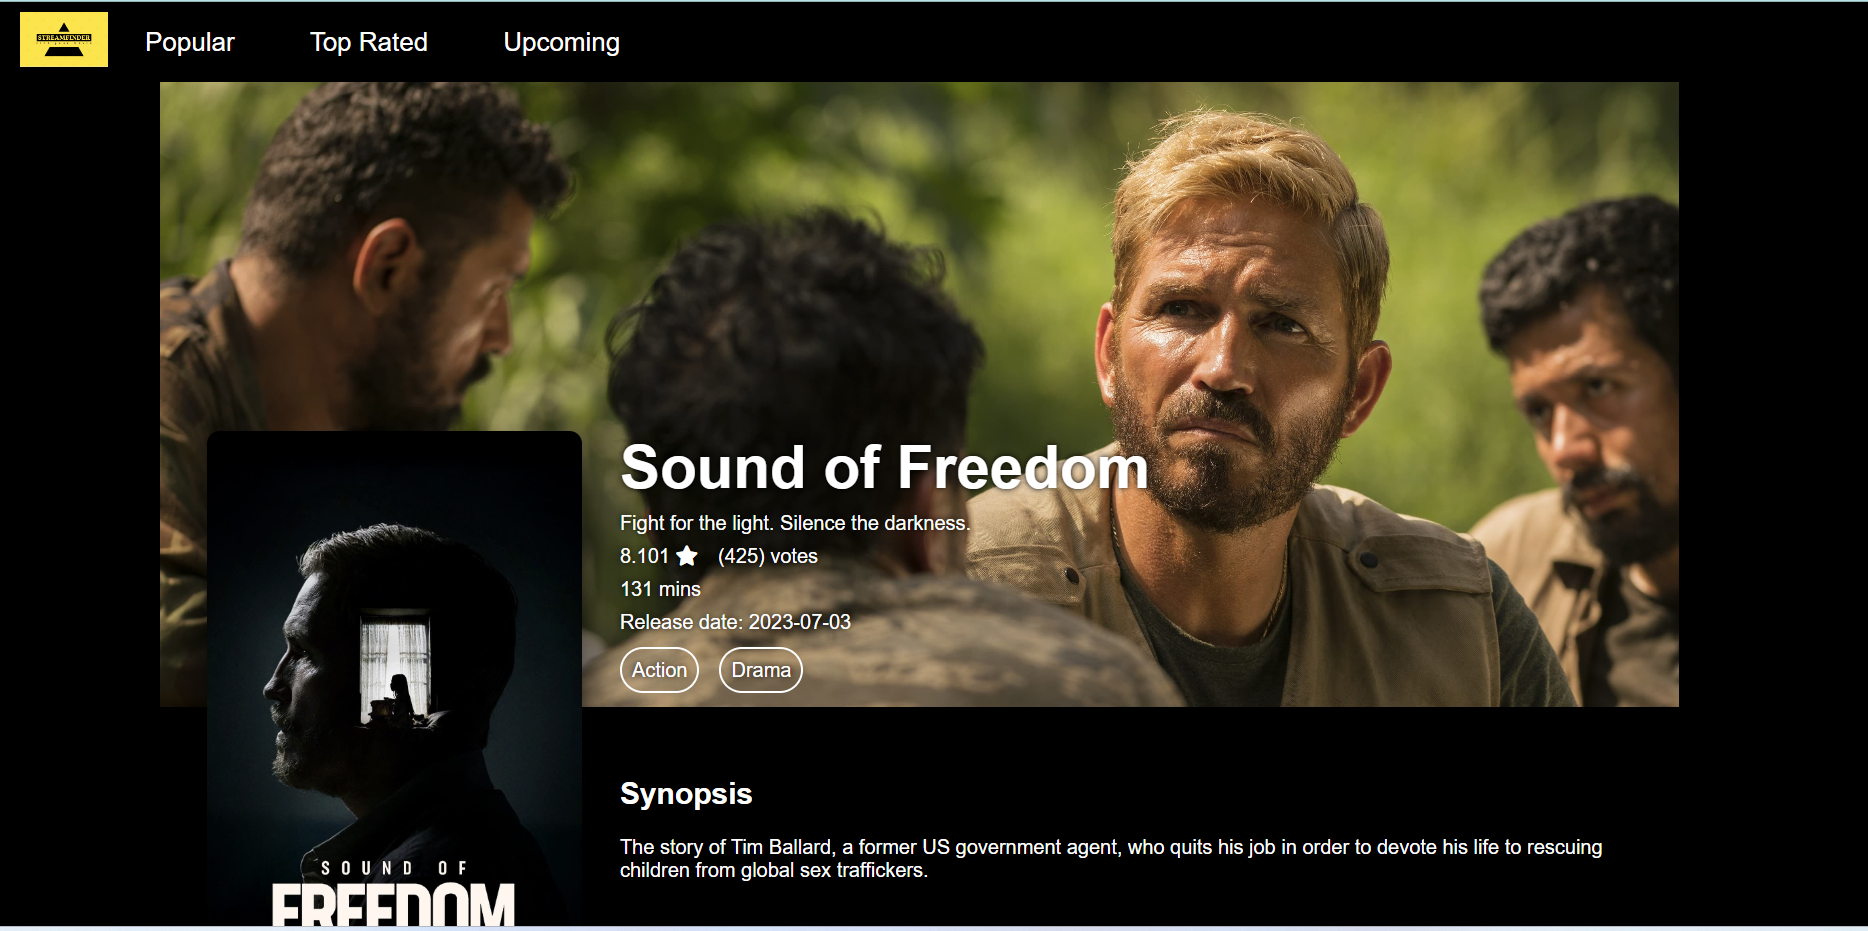 STREAMFINDER
Popular
Top Rated
Upcoming
Sound of Freedom
Fight for the light. Silence the darkness.
8.101 (425) votes
131 mins
Release date: 2023-07-03
Action
Drama
SOUND OF
FREEDOM
Synopsis
The story of Tim Ballard, a former US government agent, who quits his job in order to devote his life to rescuing
children from global sex traffickers.